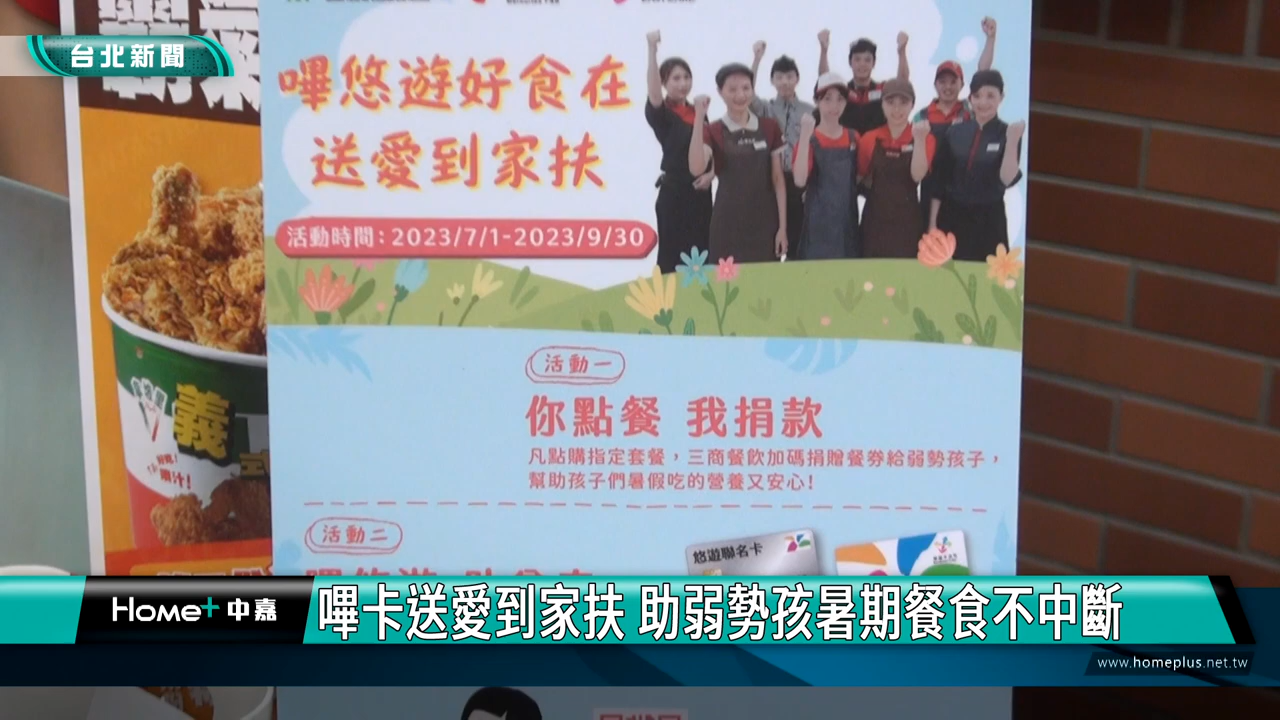 台北新聞
嗶悠遊好食在
送愛到家扶
活動時間：2023/7/1-2023/9/30
活動一
你點餐 我捐款
凡點購指定套餐，三商餐飲加碼捐贈餐券給弱勢孩子，
幫助孩子們暑假吃的營養又安心！
活動二
悠遊聯名卡
義
式
Home+ 中嘉
嗶卡送愛到家扶 助弱勢孩暑期餐食不中斷
www.homeplus.net.tw